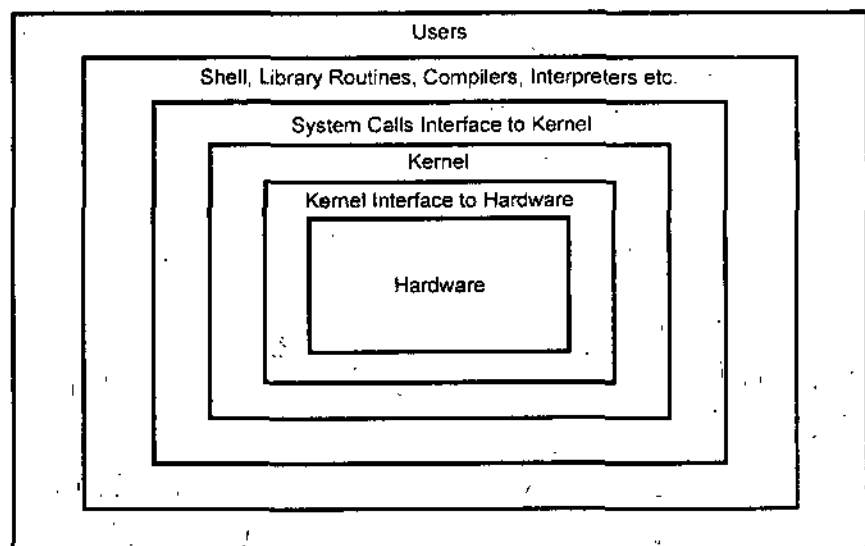 Users
Shell, Library Routines, Compilers, Interpreters etc.
System Calls Interface to Kernel
Kernel
Kernel Interface to Hardware
Hardware